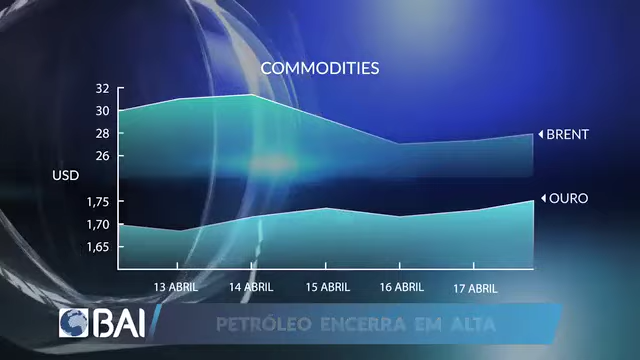 COMMODITIES
32
30
28
26
BRENT
USD
1,75
1,70
1,65
OURO
13 ABRIL
14 ABRIL
15 ABRIL
16 ABRIL
17 ABRIL
BAI
PETRÓLEO ENCERRA EM ALTA